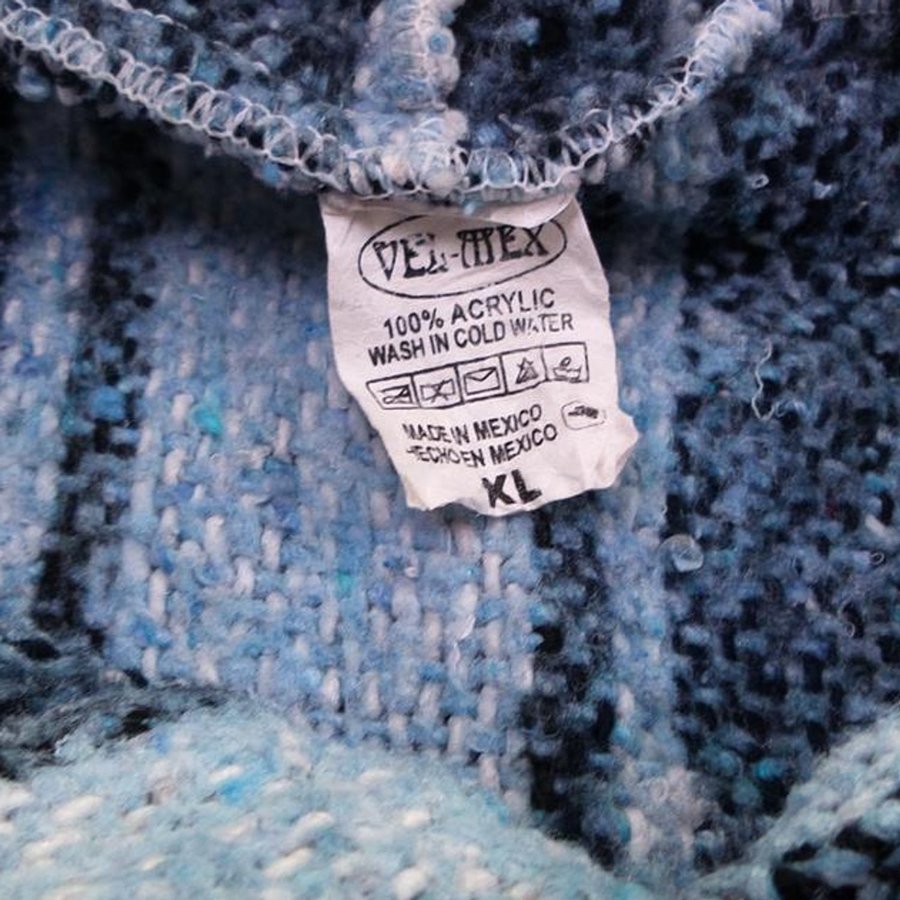 VEL-MEX
100% ACRYLIC
WASH IN COLD WATER
MADE IN MEXICO
HECHO EN MEXICO
XL